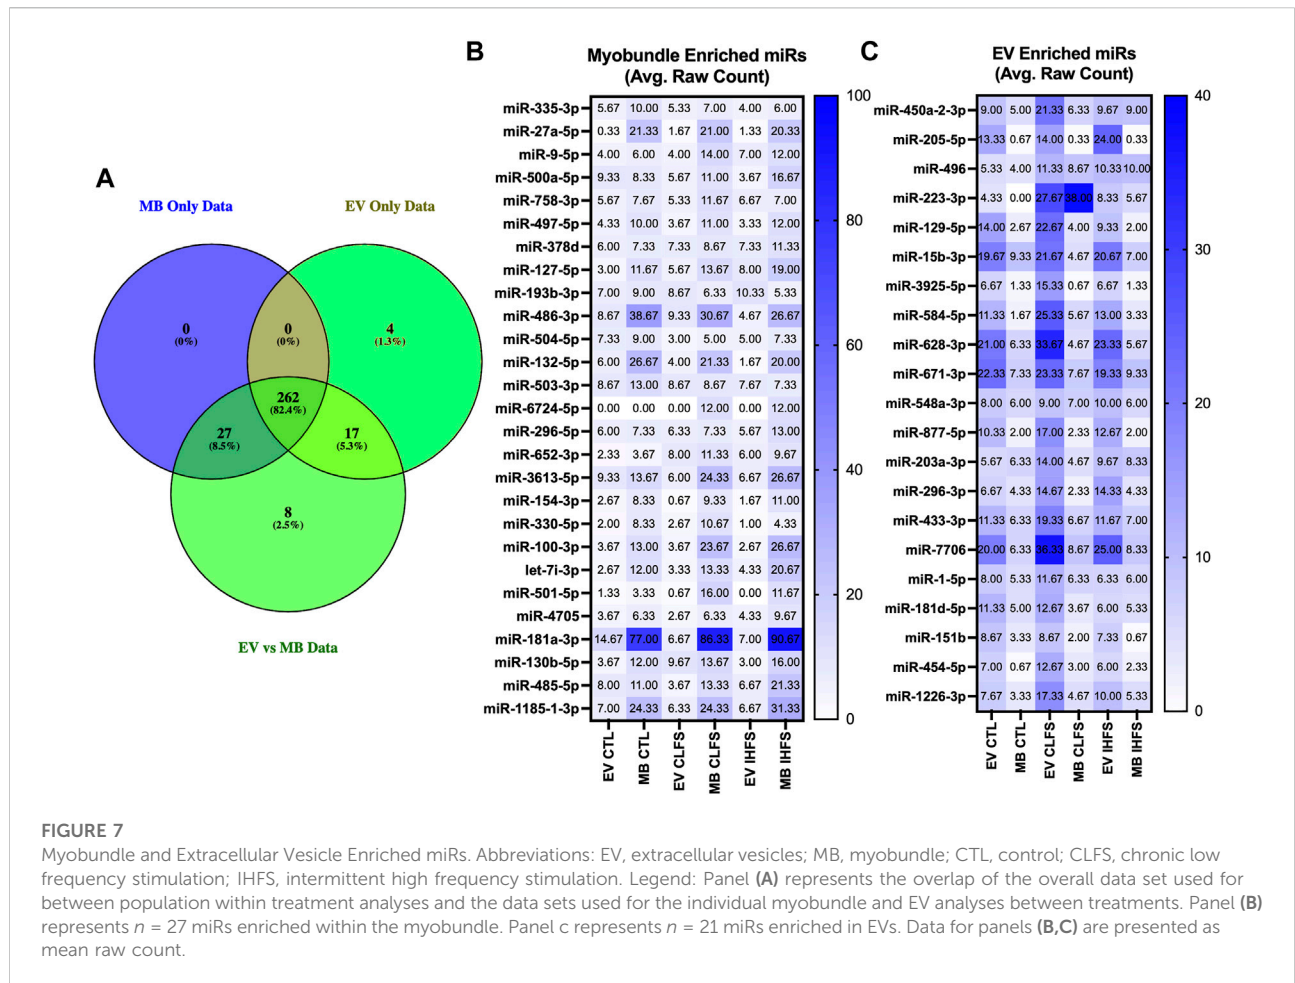 A
MB Only Data
EV Only Data
0
(0%)
0
(0%)
4
(1.3%)
262
(82.4%)
27
(8.5%)
17
(5.3%)
8
(2.5%)
EV vs MB Data
B
Myobundle Enriched miRs
(Avg. Raw Count)
miR-335-3p 5.67 10.00 5.33 7.00 4.00 6.00
miR-27a-5p 0.33 21.33 1.67 21.00 1.33 20.33
miR-9-5p 4.00 6.00 4.00 14.00 7.00 12.00
miR-500a-5p 9.33 8.33 5.67 11.00 3.67 16.67
miR-758-3p 5.67 7.67 5.33 11.67 6.67 7.00
miR-497-5p 4.33 10.00 3.67 11.00 3.33 12.00
miR-378d 6.00 7.33 7.33 8.67 7.33 11.33
miR-127-5p 3.00 11.67 5.67 13.67 8.00 19.00
miR-193b-3p 7.00 9.00 8.67 6.33 10.33 5.33
miR-486-3p 8.67 38.67 9.33 30.67 4.67 26.67
miR-504-5p 7.33 9.00 3.00 5.00 5.00 7.33
miR-132-5p 6.00 26.67 4.00 21.33 1.67 20.00
miR-503-3p 8.67 13.00 8.67 8.67 7.67 7.33
miR-6724-5p 0.00 0.00 0.00 12.00 0.00 12.00
miR-296-5p 6.00 7.33 6.33 7.33 5.67 13.00
miR-652-3p 2.33 3.67 8.00 11.33 6.00 9.67
miR-3613-5p 9.33 13.67 6.00 24.33 6.67 26.67
miR-154-3p 2.67 8.33 0.67 9.33 1.67 11.00
miR-330-5p 2.00 8.33 2.67 10.67 1.00 4.33
miR-100-3p 3.67 13.00 3.67 23.67 2.67 26.67
let-7i-3p 2.67 12.00 3.33 13.33 4.33 20.67
miR-501-5p 1.33 3.33 0.67 16.00 0.00 11.67
miR-4705 3.67 6.33 2.67 6.33 4.33 9.67
miR-181a-3p 14.67 77.00 6.67 86.33 7.00 90.67
miR-130b-5p 3.67 12.00 9.67 13.67 3.00 16.00
miR-485-5p 8.00 11.00 3.67 13.33 6.67 21.33
miR-1185-1-3p 7.00 24.33 6.33 24.33 6.67 31.33
EV CTL
MB CTL
EV CLFS
MB CLFS
EV IHFS
MB IHFS
100
80
60
40
20
0
C
EV Enriched miRs
(Avg. Raw Count)
miR-450a-2-3p 9.00 5.00 21.33 6.33 9.67 9.00
miR-205-5p 13.33 0.67 14.00 0.33 24.00 0.33
miR-496 5.33 4.00 11.33 8.67 10.33 10.00
miR-223-3p 4.33 0.00 27.67 38.00 8.33 5.67
miR-129-5p 14.00 2.67 22.67 4.00 9.33 2.00
miR-15b-3p 19.67 9.33 21.67 4.67 20.67 7.00
miR-3925-5p 6.67 1.33 15.33 0.67 6.67 1.33
miR-584-5p 11.33 1.67 25.33 5.67 13.00 3.33
miR-628-3p 21.00 6.33 33.67 4.67 23.33 5.67
miR-671-3p 22.33 7.33 23.33 7.67 19.33 9.33
miR-548a-3p 8.00 6.00 9.00 7.00 10.00 6.00
miR-877-5p 10.33 2.00 17.00 2.33 12.67 2.00
miR-203a-3p 5.67 6.33 14.00 4.67 9.67 8.33
miR-296-3p 6.67 4.33 14.67 2.33 14.33 4.33
miR-433-3p 11.33 6.33 19.33 6.67 11.67 7.00
miR-7706 20.00 6.33 36.33 8.67 25.00 8.33
miR-1-5p 8.00 5.33 11.67 6.33 6.33 6.00
miR-181d-5p 11.33 5.00 12.67 3.67 6.00 5.33
miR-151b 8.67 3.33 8.67 2.00 7.33 0.67
miR-454-5p 7.00 0.67 12.67 3.00 6.00 2.33
miR-1226-3p 7.67 3.33 17.33 4.67 10.00 5.33
EV CTL
MB CTL
EV CLFS
MB CLFS
EV IHFS
MB IHFS
40
30
20
10
0
FIGURE 7
Myobundle and Extracellular Vesicle Enriched miRs. Abbreviations: EV, extracellular vesicles; MB, myobundle; CTL, control; CLFS, chronic low
frequency stimulation; IHFS, intermittent high frequency stimulation. Legend: Panel (A) represents the overlap of the overall data set used for
between population within treatment analyses and the data sets used for the individual myobundle and EV analyses between treatments. Panel (B)
represents n = 27 miRs enriched within the myobundle. Panel c represents n = 21 miRs enriched in EVs. Data for panels (B,C) are presented as
mean raw count.